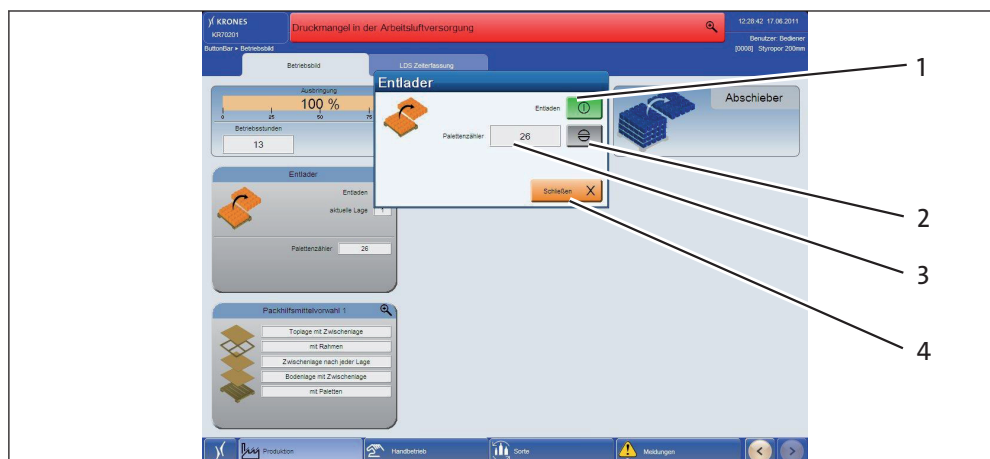 KRONES
KR70201
Druckmangel in der Arbeitsluftversorgung
12:28:42 17.06.2011
Benutzer: Bediener
ButtonBar ▸ Betriebsbild
[0008] Styropor 200mm
Betriebsbild
LDS Zeiterfassung
Ausbringung
100 %
0 25 50 75
Betriebsstunden
13
Entlader
Entladen
Palettenzähler 26
Schließen X
Abschieber
Entlader
Entladen
aktuelle Lage 1
Palettenzähler 26
Packhilfsmittelvorwahl 1
Toplage mit Zwischenlage
mit Rahmen
Zwischenlage nach jeder Lage
Bodenlage mit Zwischenlage
mit Paletten
Produktion
Handbetrieb
Sorte
Meldungen
1
2
3
4